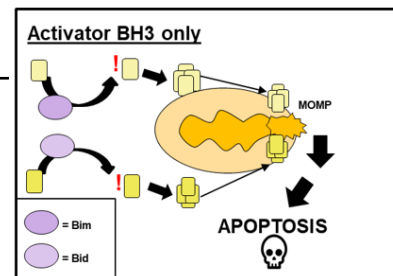 Activator BH3 only
!
MOMP
!
APOPTOSIS
= Bim
= Bid